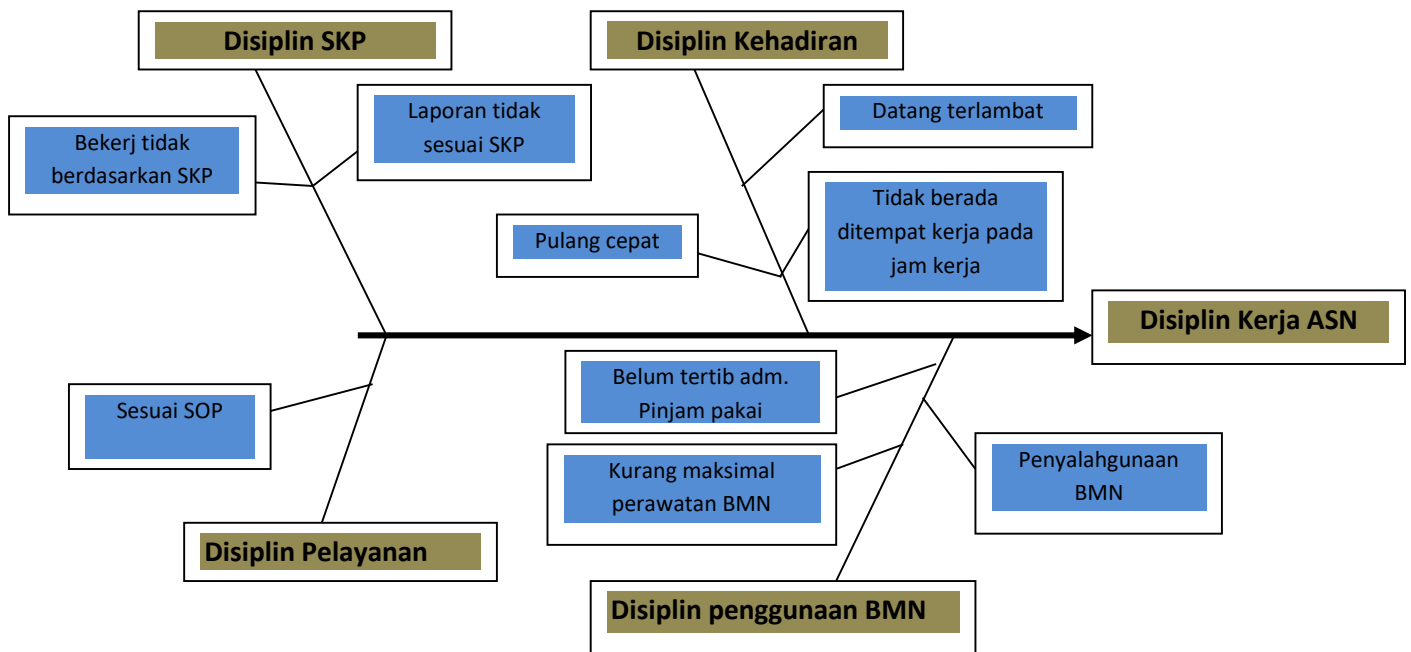 Disiplin SKP
Disiplin Kehadiran
Laporan tidak
sesuai SKP
Datang terlambat
Bekerj tidak
berdasarkan SKP
Tidak berada
ditempat kerja pada
jam kerja
Pulang cepat
Disiplin Kerja ASN
Belum tertib adm.
Pinjam pakai
Sesuai SOP
Kurang maksimal
perawatan BMN
Penyalahgunaan
BMN
Disiplin Pelayanan
Disiplin penggunaan BMN